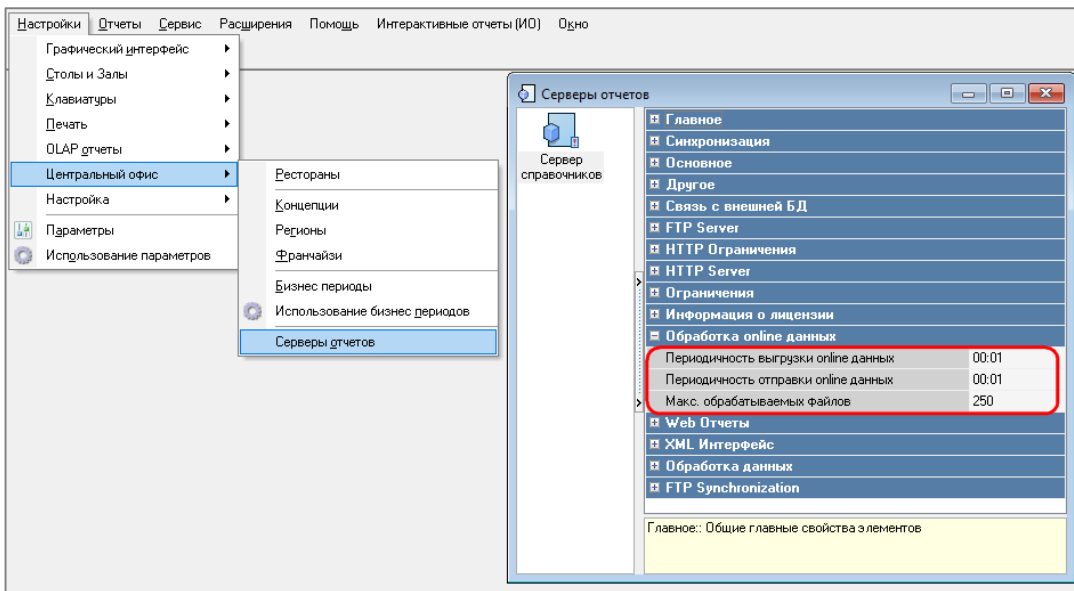 Настройки Отчеты Сервис Расширения Помощь Интерактивные отчеты (ИО) Окно
Графический интерфейс
Столы и Залы
Клавиатуры
Печать
OLAP отчеты
Центральный офис
Настройка
Параметры
Использование параметров
Рестораны
Концепции
Регионы
Франчайзи
Бизнес периоды
Использование бизнес периодов
Серверы отчетов
Серверы отчетов
Сервер
справочников
Главное
Синхронизация
Основное
Другое
Связь с внешней БД
FTP Server
HTTP Ограничения
HTTP Server
Ограничения
Информация о лицензии
Обработка online данных
Периодичность выгрузки online данных 00:01
Периодичность отправки online данных 00:01
Макс. обрабатываемых файлов 250
Web Отчеты
XML Интерфейс
Обработка данных
FTP Synchronization
Главное:: Общие главные свойства элементов